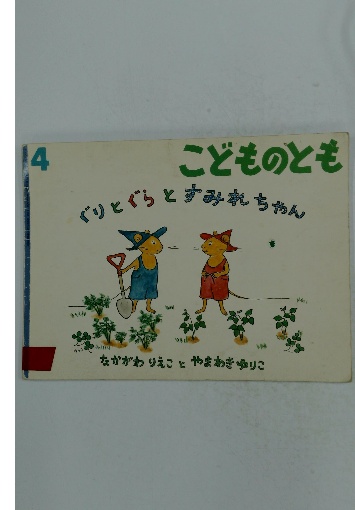 4
こどものとも
ぐりとぐらとすみれちゃん
なかがわりえことやまわきゆりこ